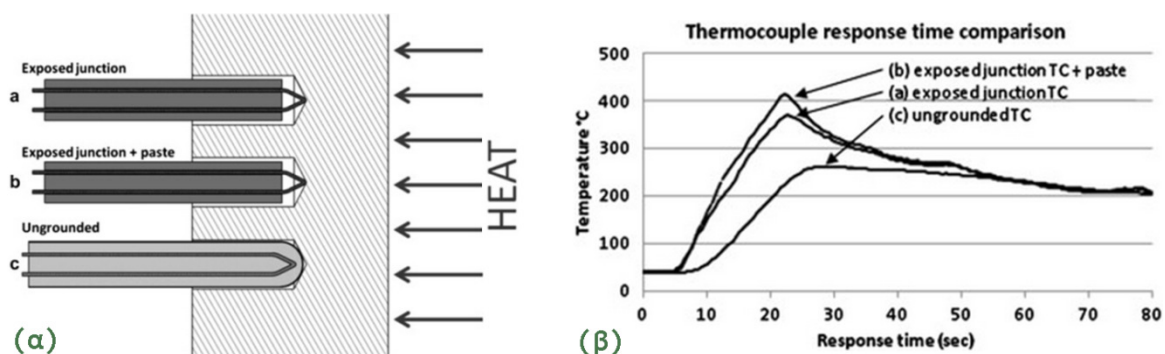 Exposed junction
a
Exposed junction + paste
b
Ungrounded
c
HEAT
(α)
Thermocouple response time comparison
Temperature °C
500
400
300
200
100
0
(b) exposed junction TC + paste
(a) exposed junction TC
(c) ungrounded TC
0 10 20 30 40 50 60 70 80
Response time (sec)
(β)